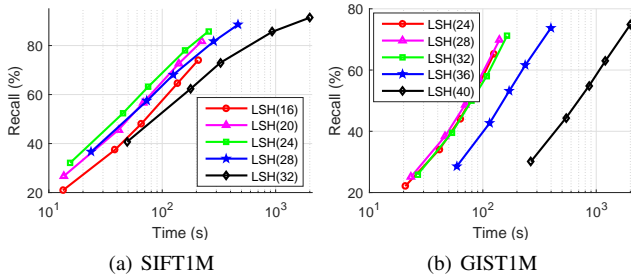 Recall (%)
80
60
40
20
LSH(16)
LSH(20)
LSH(24)
LSH(28)
LSH(32)
10^1
10^2
10^3
Time (s)
(a) SIFT1M
Recall (%)
80
60
40
20
LSH(24)
LSH(28)
LSH(32)
LSH(36)
LSH(40)
10^1
10^2
10^3
Time (s)
(b) GIST1M